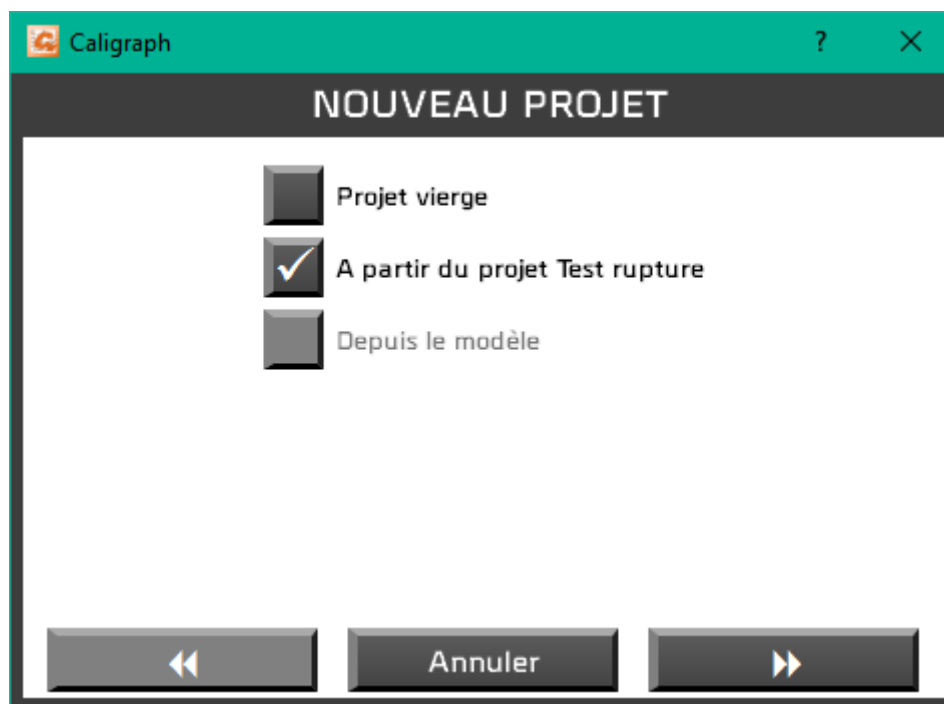 Caligraph
NOUVEAU PROJET
Projet vierge
A partir du projet Test rupture
Depuis le modèle
Annuler